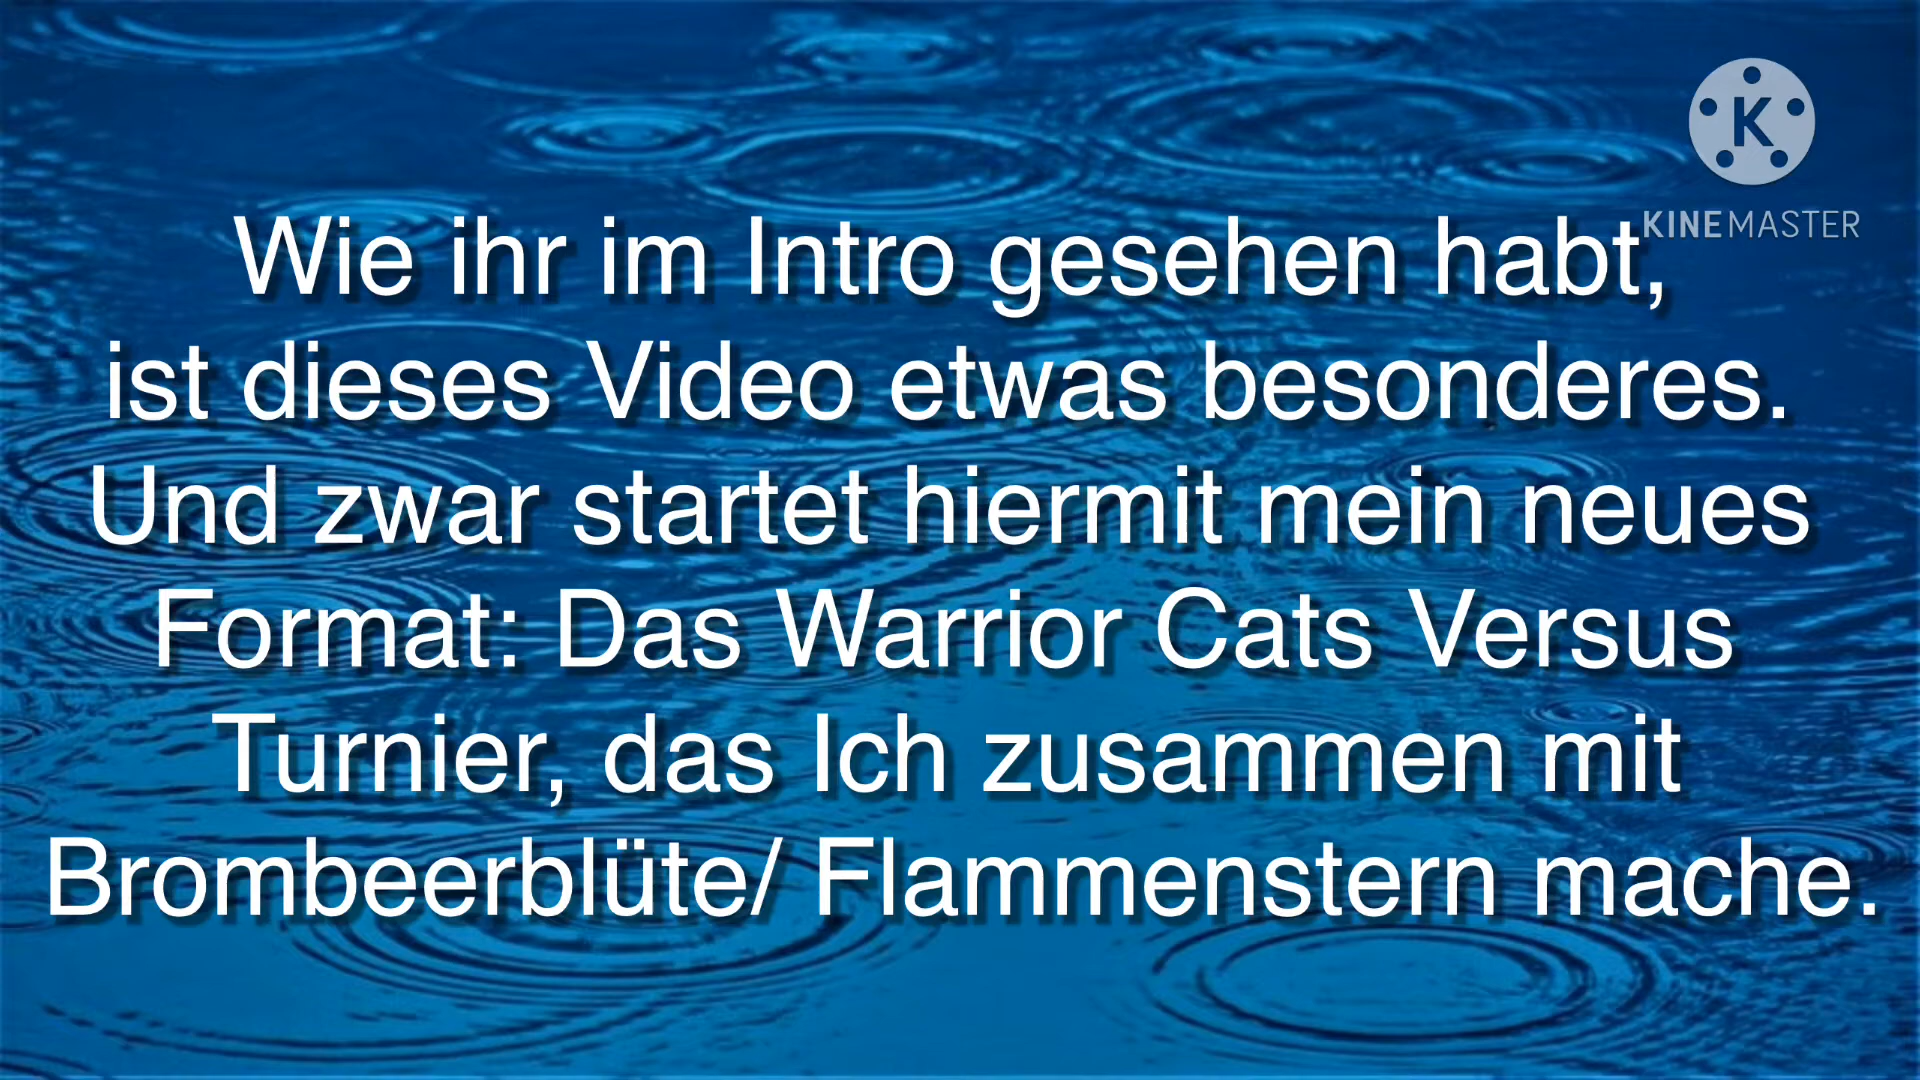 K
KINEMASTER
Wie ihr im Intro gesehen habt,
ist dieses Video etwas besonderes.
Und zwar startet hiermit mein neues
Format: Das Warrior Cats Versus
Turnier, das Ich zusammen mit
Brombeerblüte/ Flammenstern mache.